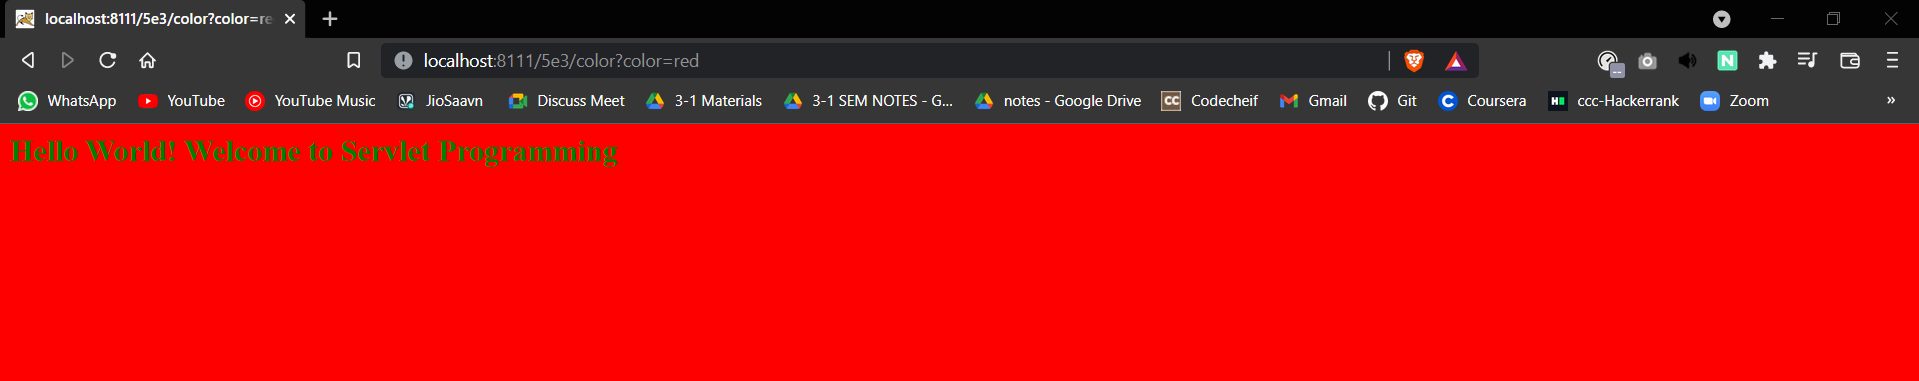 localhost:8111/5e3/color?color=re
localhost:8111/5e3/color?color=red
WhatsApp YouTube YouTube Music JioSaavn Discuss Meet 3-1 Materials 3-1 SEM NOTES - G... notes - Google Drive CC Codecheif Gmail Git Coursera H ccc-Hackerrank Zoom »
Hello World! Welcome to Servlet Programming